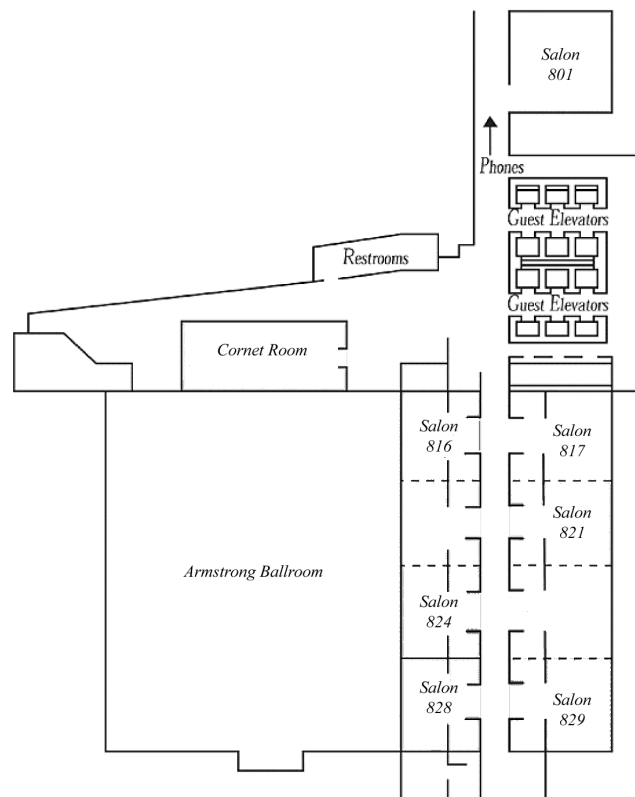 Salon
801
Phones
Guest Elevators
Restrooms
Guest Elevators
Cornet Room
Salon
816
Salon
817
Salon
821
Armstrong Ballroom
Salon
824
Salon
828
Salon
829